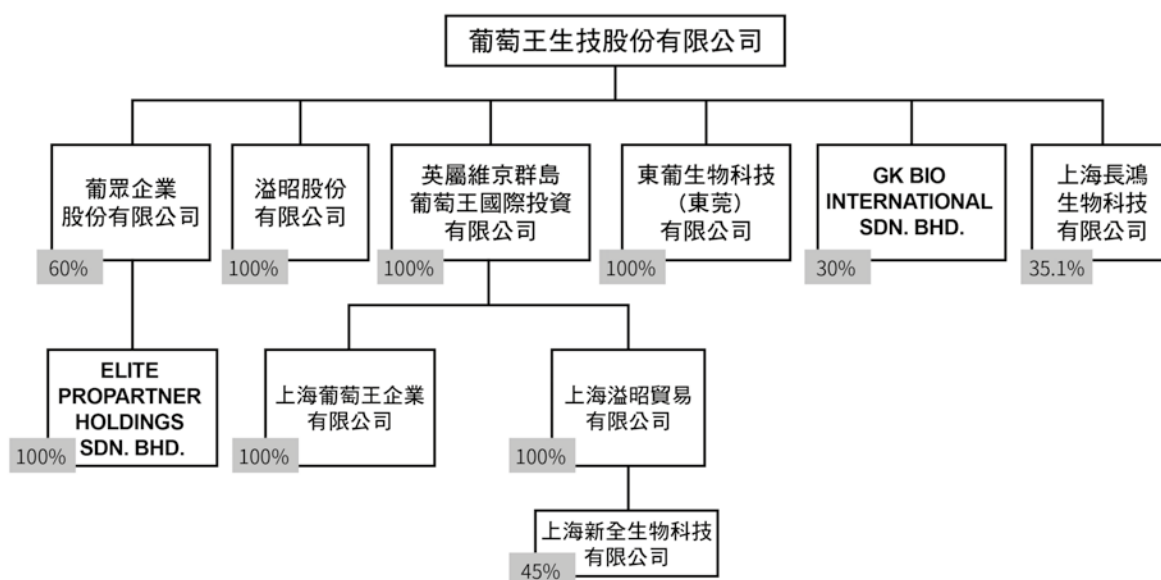 葡萄王生技股份有限公司
葡眾企業
股份有限公司
60%
溢昭股份
有限公司
100%
英屬維京群島
葡萄王國際投資
有限公司
100%
東葡生物科技
(東莞)
有限公司
100%
GK BIO
INTERNATIONAL
SDN. BHD.
30%
上海長鴻
生物科技
有限公司
35.1%
ELITE
PROPARTNER
HOLDINGS
SDN. BHD.
100%
上海葡萄王企業
有限公司
100%
上海溢昭貿易
有限公司
100%
上海新全生物科技
有限公司
45%